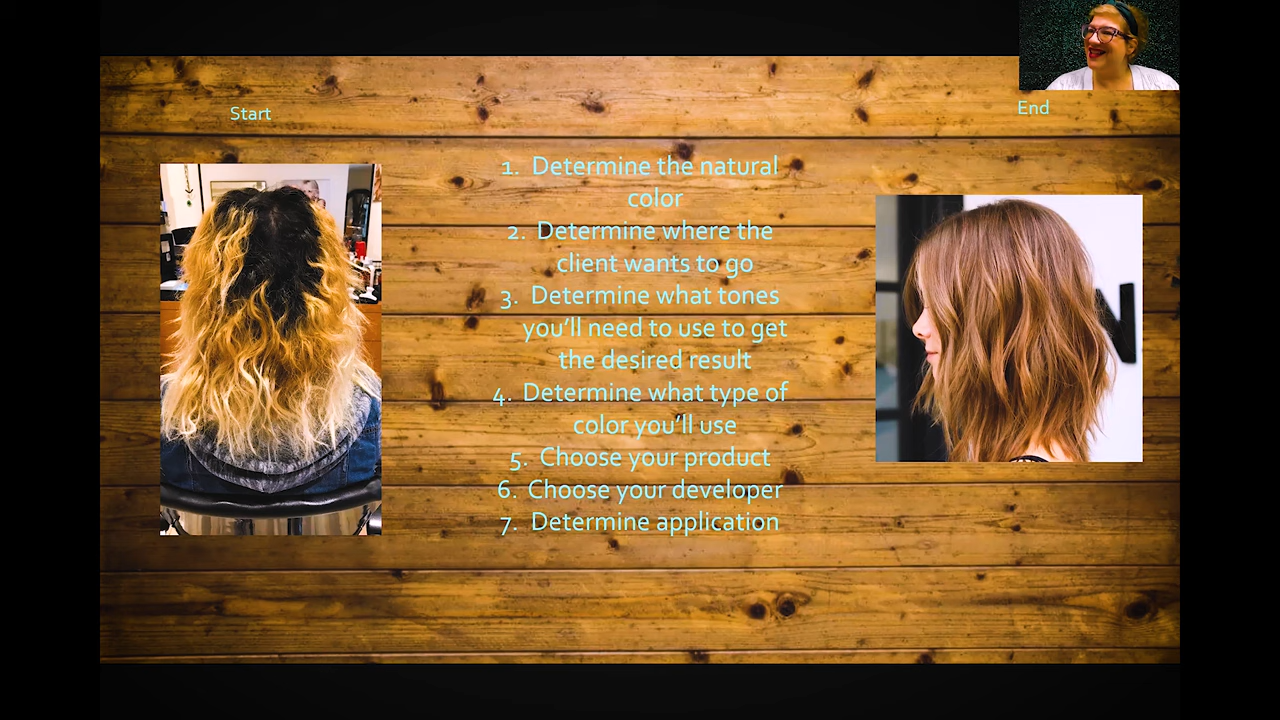 Start
End
1. Determine the natural
color
2. Determine where the
client wants to go
3. Determine what tones
you'll need to use to get
the desired result
4. Determine what type of
color you'll use
5. Choose your product
6. Choose your developer
7. Determine application
N